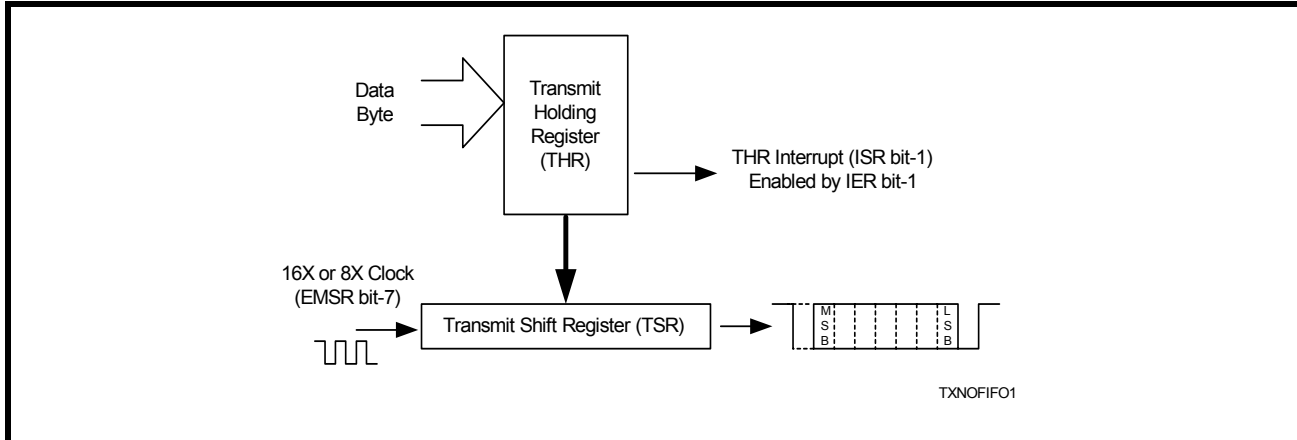 Data
Byte
Transmit
Holding
Register
(THR)
THR Interrupt (ISR bit-1)
Enabled by IER bit-1
16X or 8X Clock
(EMSR bit-7)
Transmit Shift Register (TSR)
M
S
B
L
S
B
TXNOFIFO1